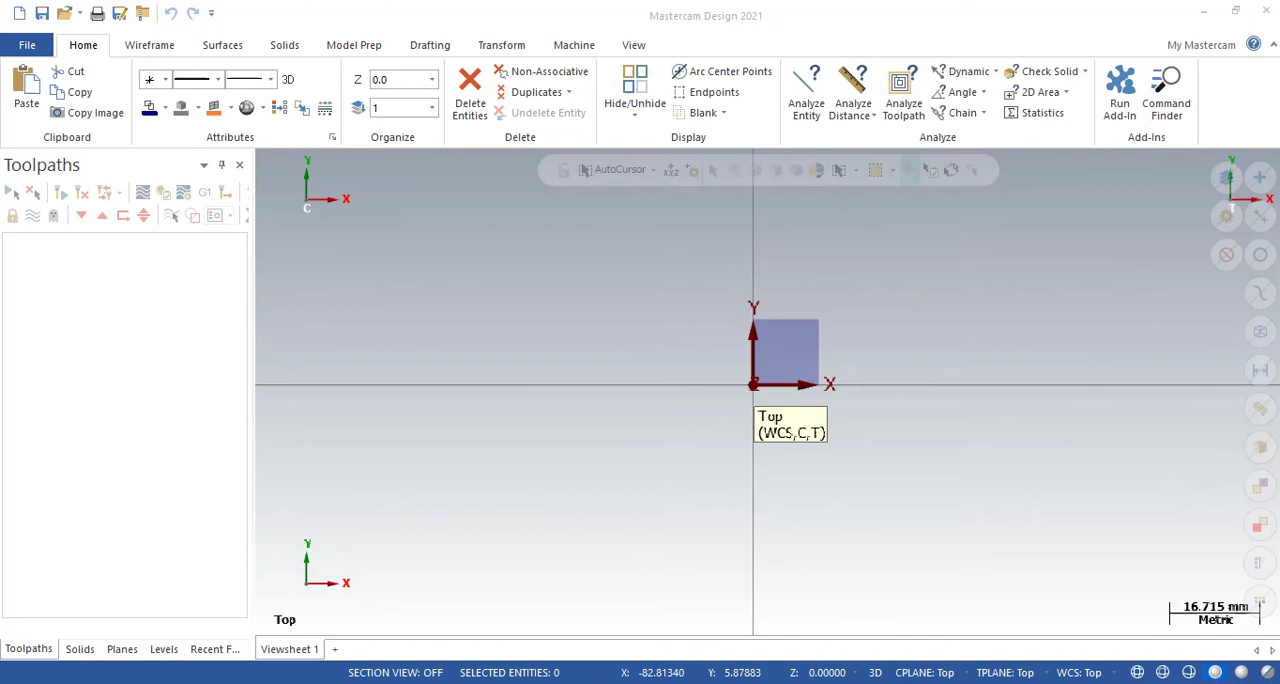 Mastercam Design 2021
File Home Wireframe Surfaces Solids Model Prep Drafting Transform Machine View My Mastercam
Paste
Cut
Copy
Copy Image
Clipboard
3D
Attributes
Z 0.0
1
Organize
Delete Entities
Non-Associative
Duplicates
Undelete Entity
Delete
Hide/Unhide
Arc Center Points
Endpoints
Blank
Display
Analyze Entity
Analyze Distance
Analyze Toolpath
Dynamic
Angle
Chain
Check Solid
2D Area
Statistics
Analyze
Run Add-In
Command Finder
Add-Ins
Toolpaths
G1
AutoCursor
XYZ
Y
X
C
Y
X
T
Y
X
Z
Top
(WCS,C,T)
Y
X
Top
16.715 mm
Metric
Toolpaths Solids Planes Levels Recent F... Viewsheet 1 +
SECTION VIEW: OFF SELECTED ENTITIES: 0 X: -82.81340 Y: 5.87883 Z: 0.00000 3D CPLANE: Top TPLANE: Top WCS: Top